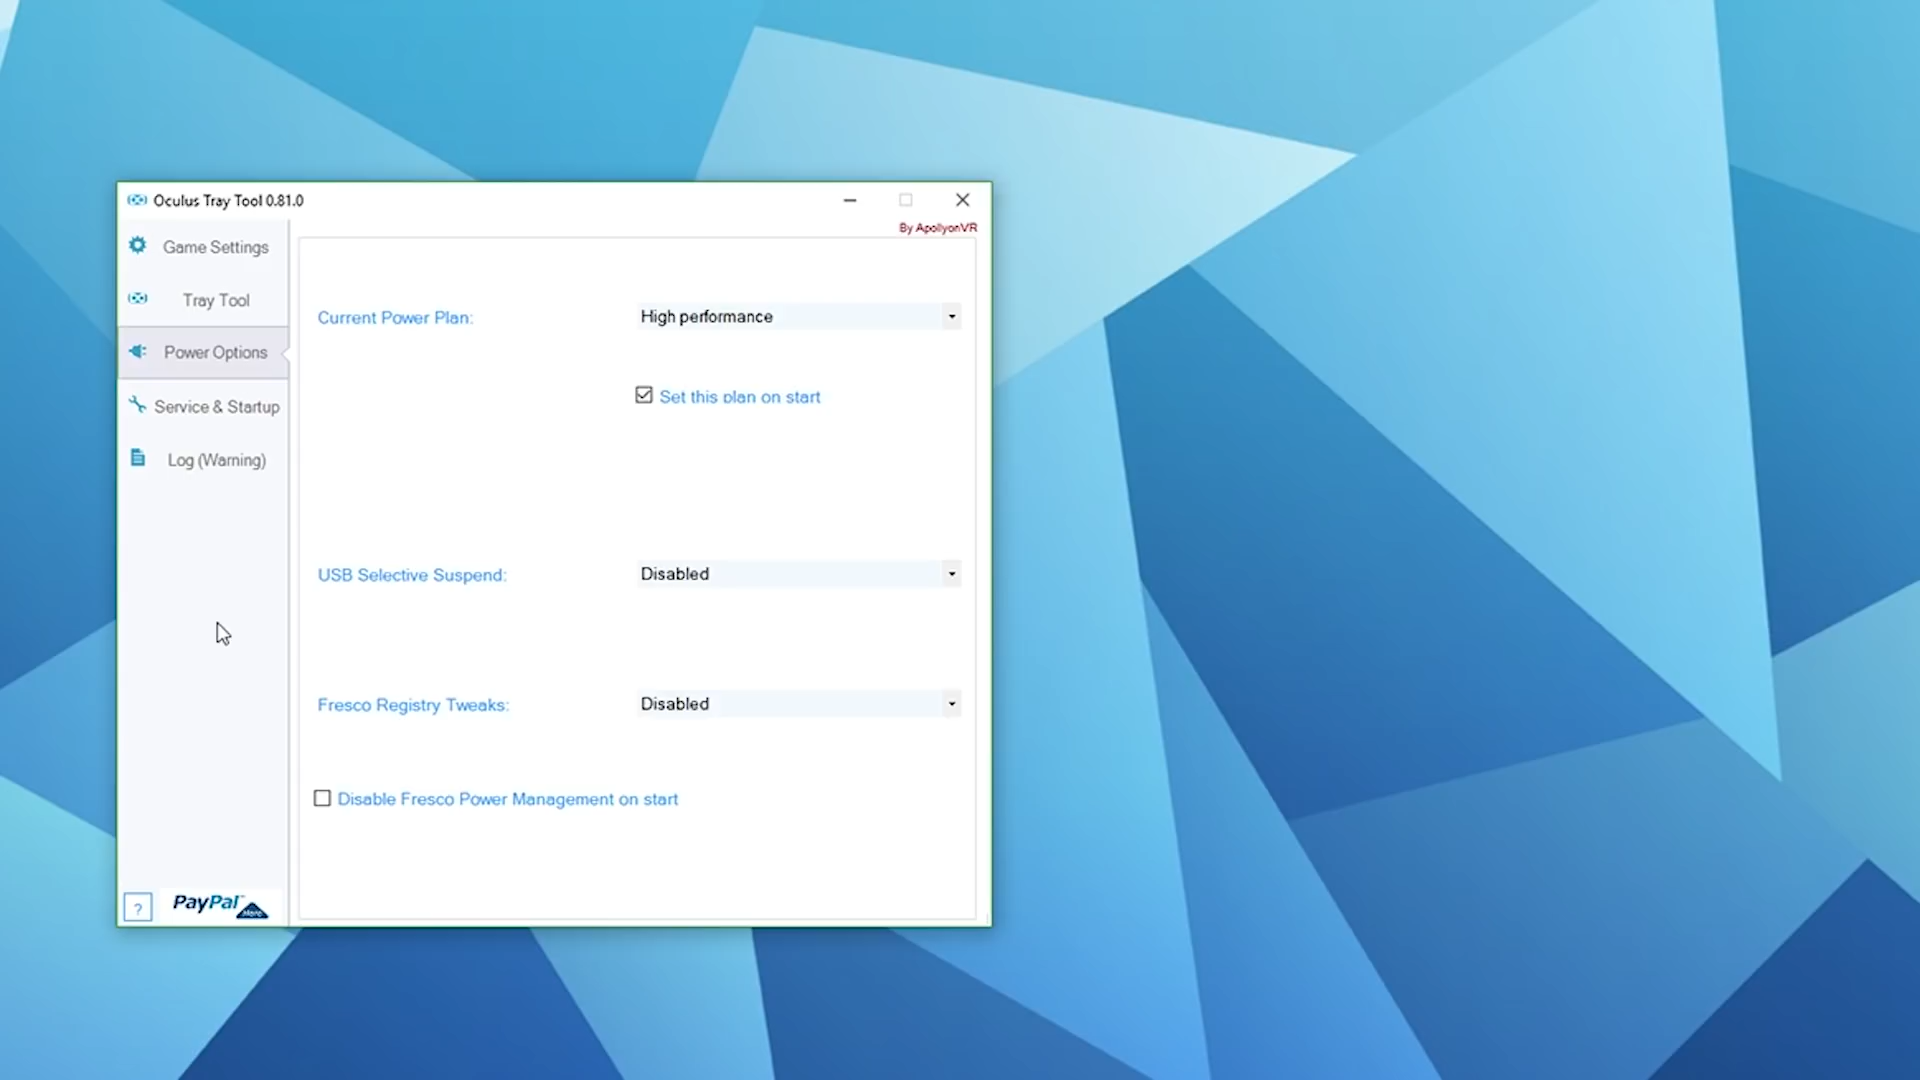 Oculus Tray Tool 0.81.0
By ApollyonVR
Game Settings
Tray Tool
Power Options
Service & Startup
Log (Warning)
Current Power Plan:
High performance
Set this plan on start
USB Selective Suspend:
Disabled
Fresco Registry Tweaks:
Disabled
Disable Fresco Power Management on start
?
PayPal
More